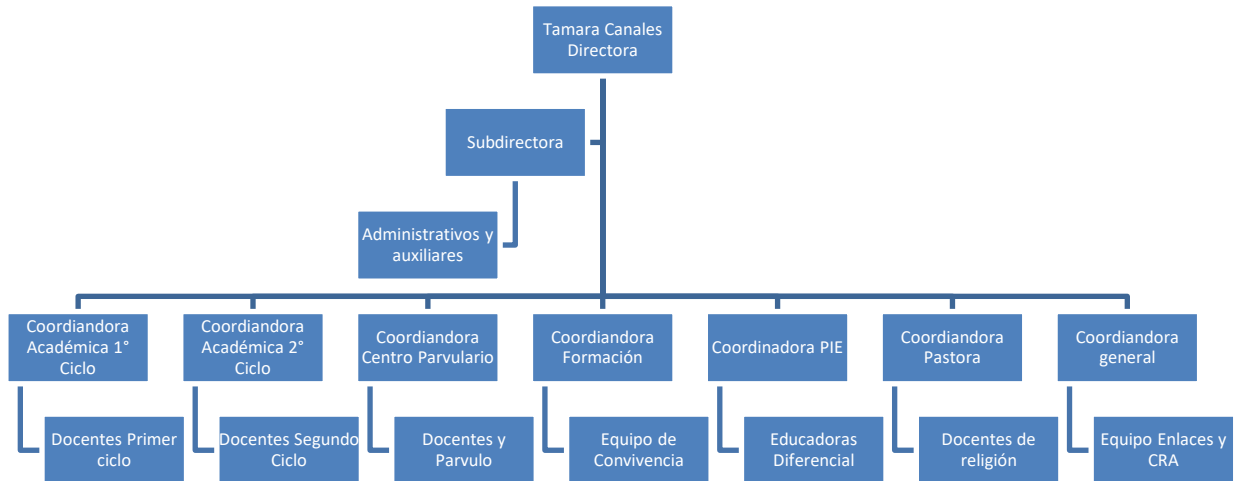 Tamara Canales
Directora
Subdirectora
Administrativos y
auxiliares
Coordiandora
Académica 1°
Ciclo
Coordiandora
Académica 2°
Ciclo
Coordiandora
Centro Parvulario
Coordiandora
Formación
Coordinadora PIE
Coordiandora
Pastora
Coordiandora
general
Docentes Primer
ciclo
Docentes Segundo
Ciclo
Docentes y
Parvulo
Equipo de
Convivencia
Educadoras
Diferencial
Docentes de
religión
Equipo Enlaces y
CRA